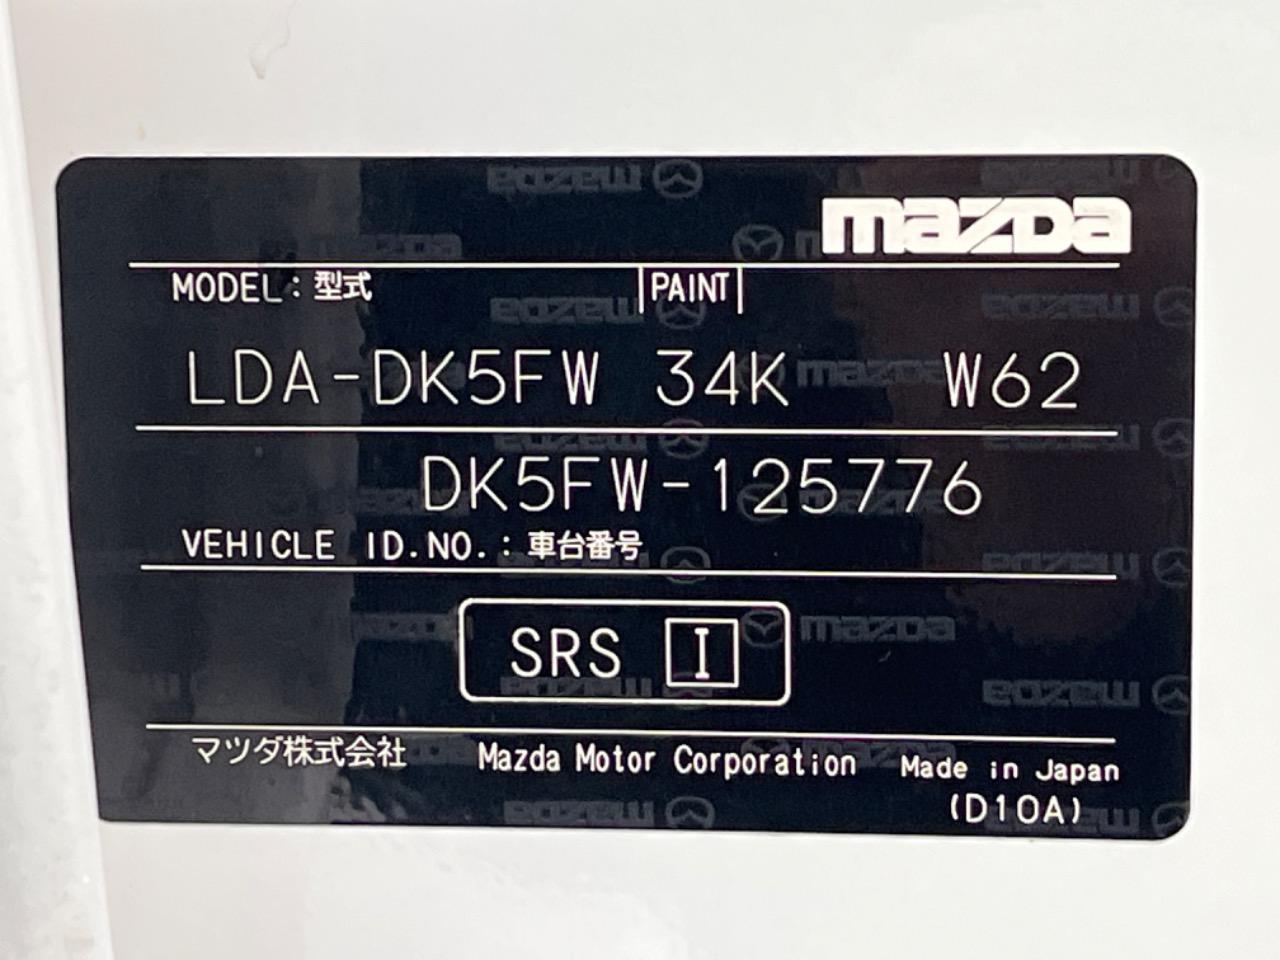 mazda
MODEL: 型式 PAINT
LDA-DK5FW 34K W62
DK5FW-125776
VEHICLE ID.NO.: 車台番号
SRS I
マツダ株式会社 Mazda Motor Corporation Made in Japan
(D10A)